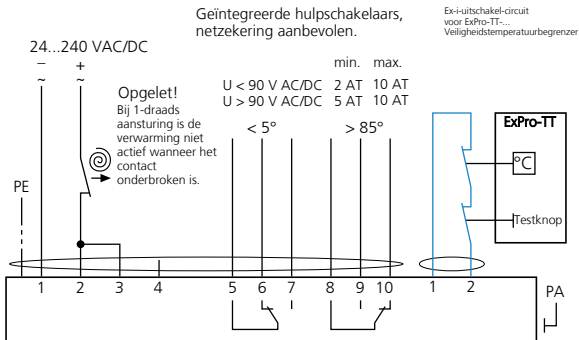 Geïntegreerde hulpschakelaars,
netzekering aanbevolen.
Ex-i-uitschakel-circuit
voor ExPro-TT-...
Veiligheidstemperatuurbegrenzer
24...240 VAC/DC
– +
~ ~
min. max.
U < 90 V AC/DC 2 AT 10 AT
U > 90 V AC/DC 5 AT 10 AT
Opgelet!
Bij 1-draads
aansturing is de
verwarming niet
actief wanneer het
contact
onderbroken is.
< 5° > 85°
ExPro-TT
°C
Testknop
PE
1 2 3 4 5 6 7 8 9 10 1 2
PA